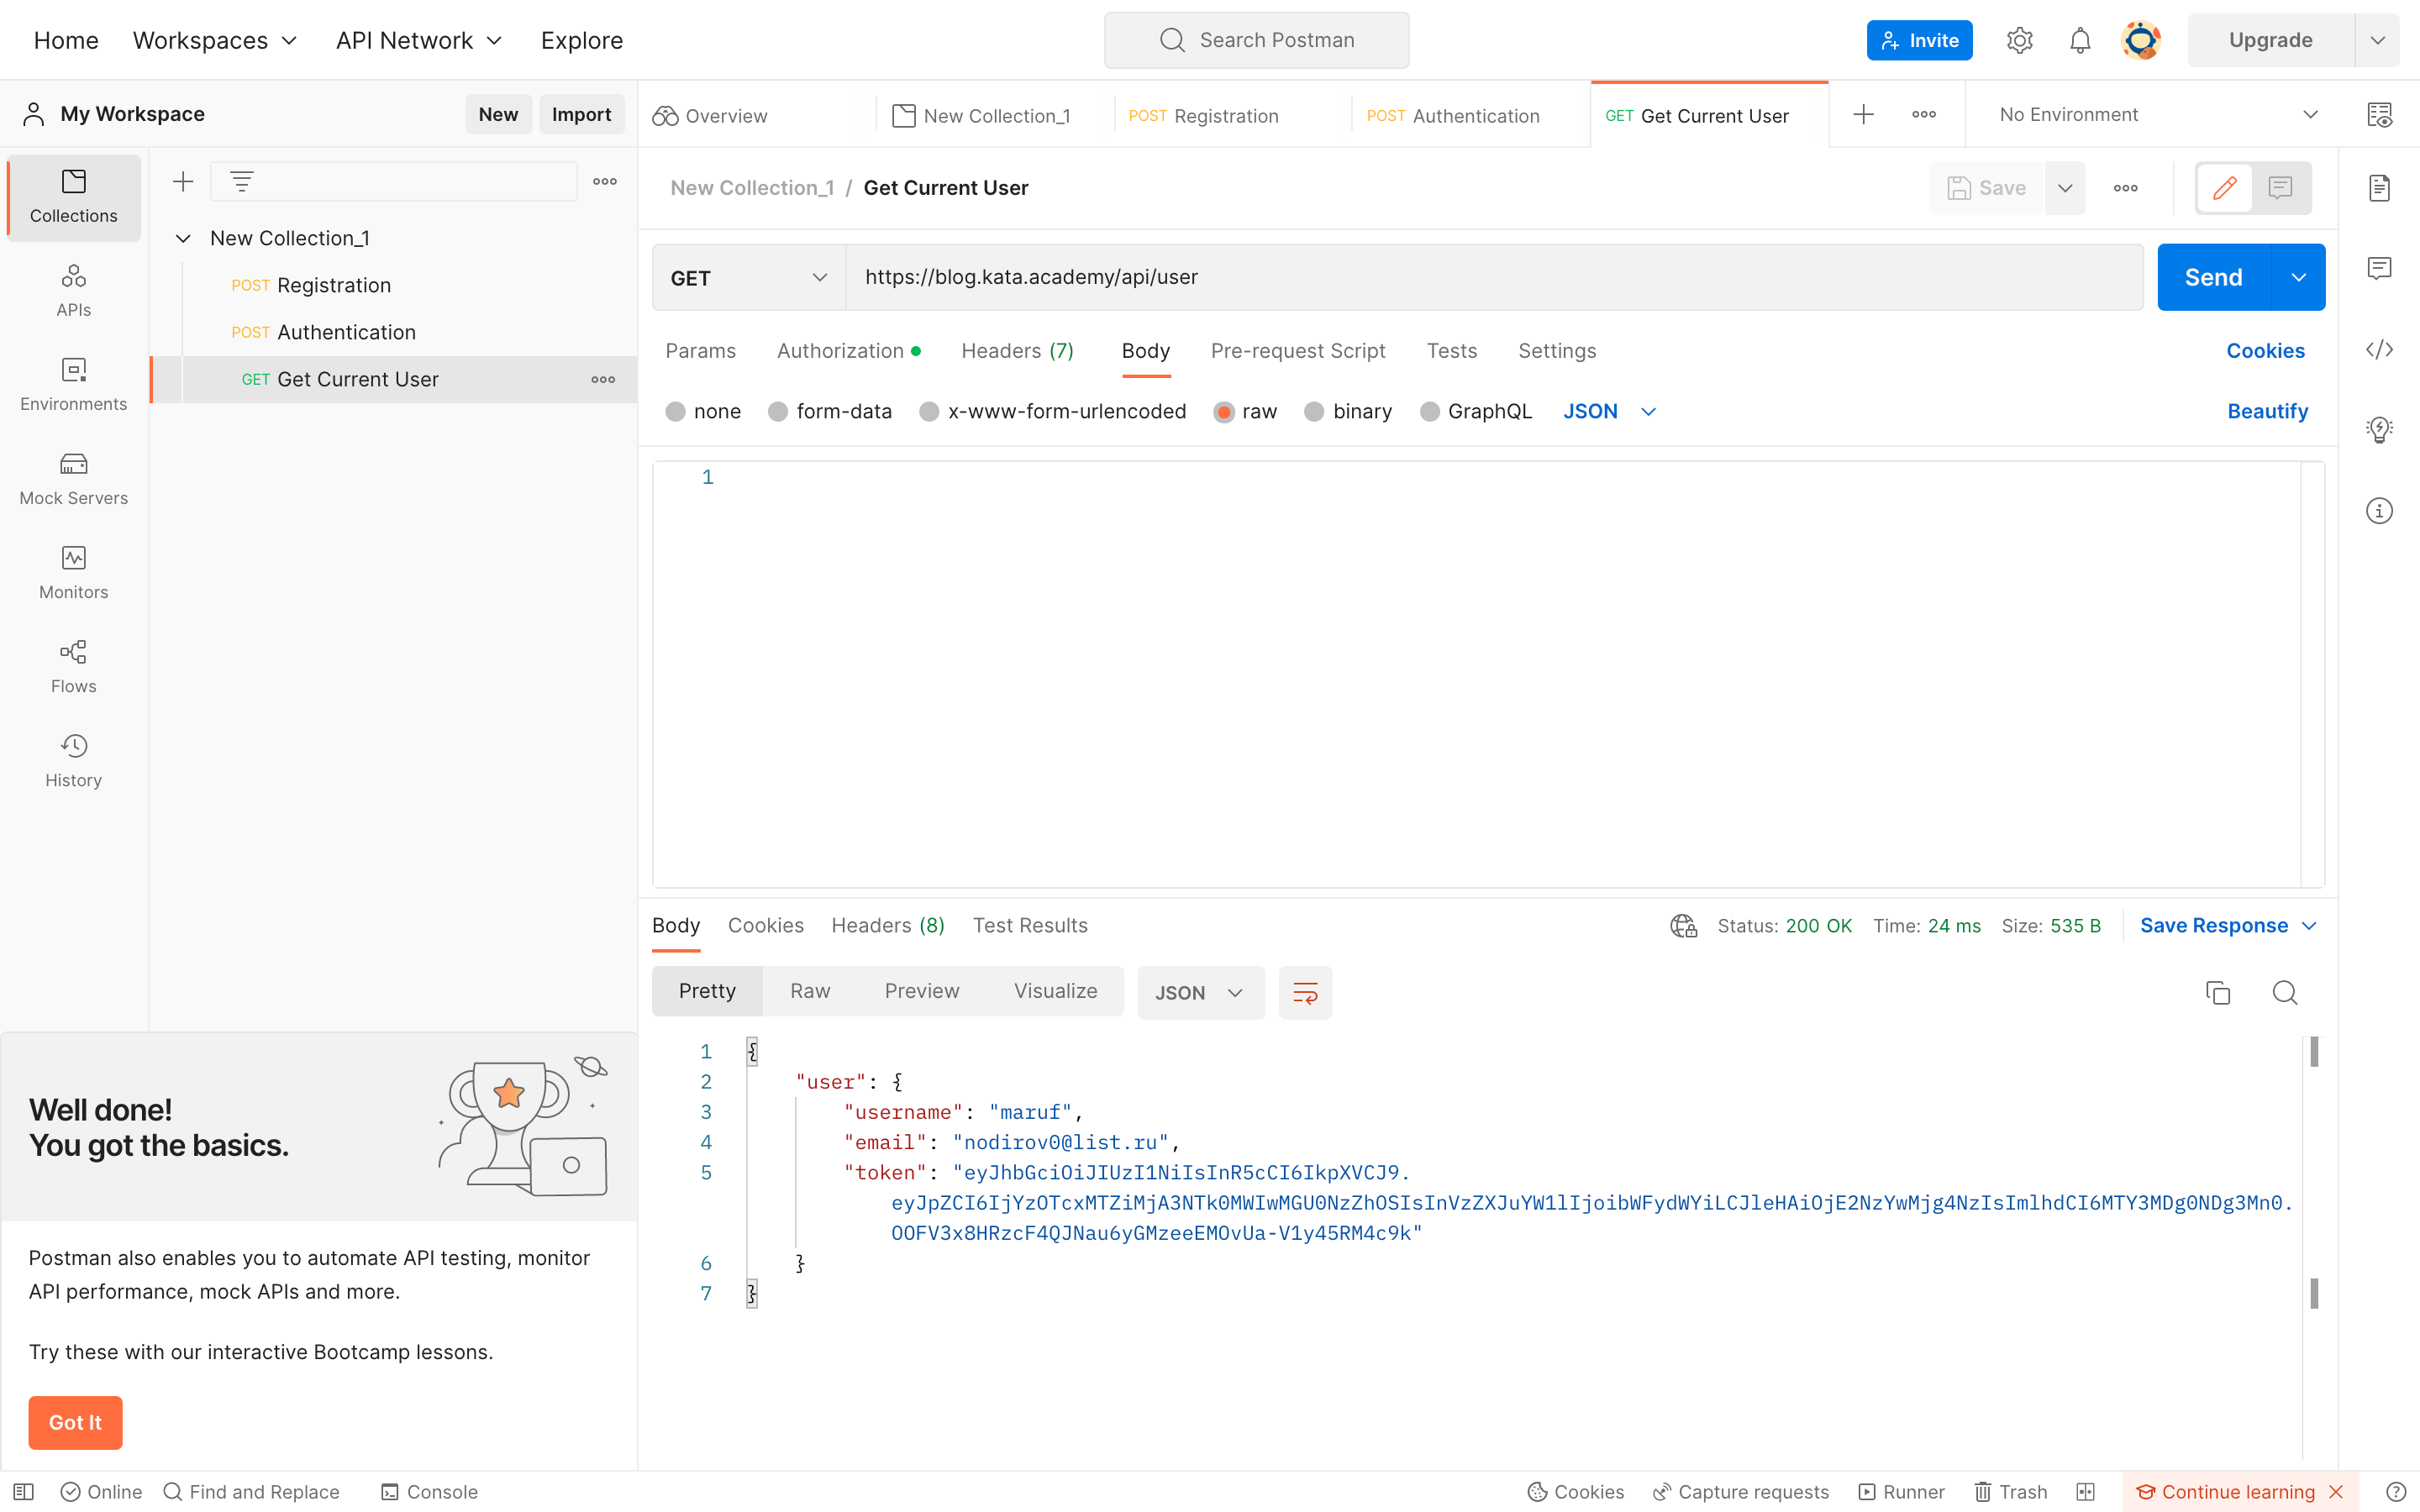 Home Workspaces API Network Explore Search Postman Invite Upgrade
My Workspace New Import Overview New Collection_1 POST Registration POST Authentication GET Get Current User No Environment
Collections
APIs
Environments
Mock Servers
Monitors
Flows
History
New Collection_1
POST Registration
POST Authentication
GET Get Current User
New Collection_1 / Get Current User Save
GET https://blog.kata.academy/api/user Send
Params Authorization Headers (7) Body Pre-request Script Tests Settings Cookies
none form-data x-www-form-urlencoded raw binary GraphQL JSON Beautify
1
Body Cookies Headers (8) Test Results Status: 200 OK Time: 24 ms Size: 535 B Save Response
Pretty Raw Preview Visualize JSON
1 {
2 "user": {
3 "username": "maruf",
4 "email": "nodirov0@list.ru",
5 "token": "eyJhbGciOiJIUzI1NiIsInR5cCI6IkpXVCJ9.
eyJpZCI6IjYzOTcxMTZiMjA3NTk0MWIwMGU0NzZhOSIsInVzZXJuYW1lIjoibWFydWYiLCJleHAiOjE2NzYwMjg4NzIsImlhdCI6MTY3MDg0NDg3Mn0.
OOFV3x8HRzcF4QJNau6yGMzeeEMOvUa-V1y45RM4c9k"
6 }
7 }
Well done!
You got the basics.
Postman also enables you to automate API testing, monitor
API performance, mock APIs and more.
Try these with our interactive Bootcamp lessons.
Got It
Online Find and Replace Console Cookies Capture requests Runner Trash Continue learning